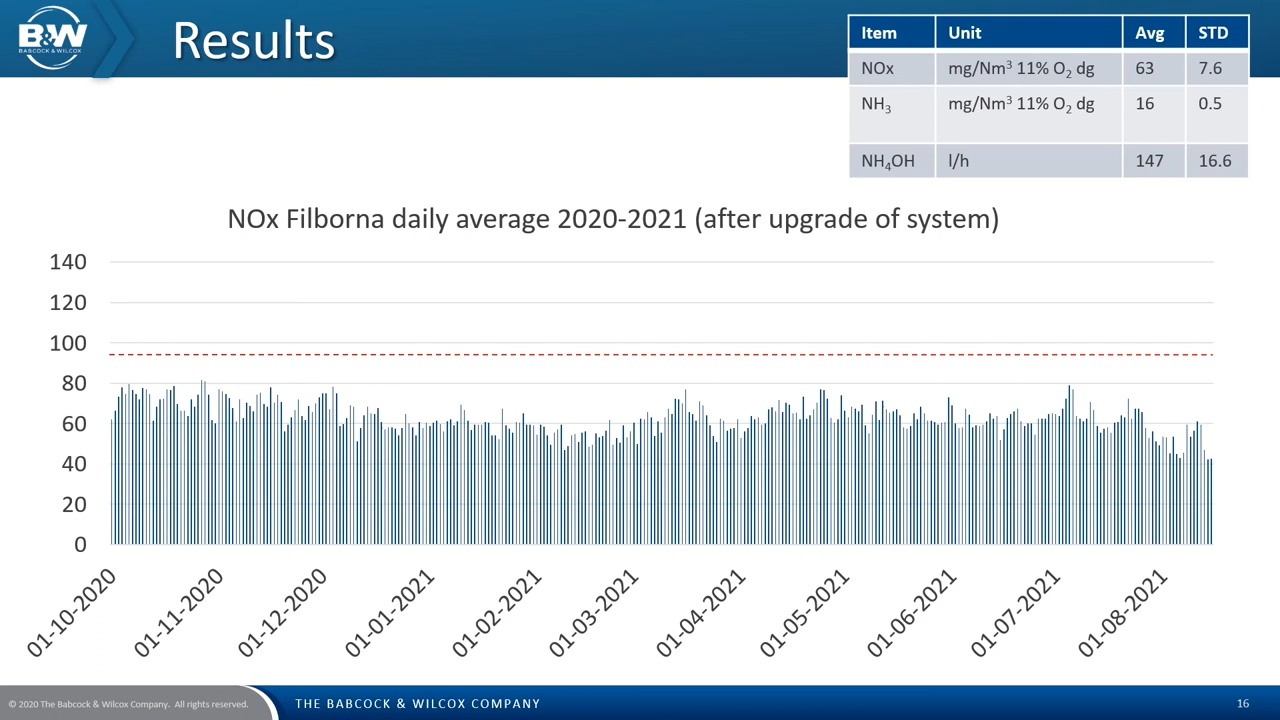 B&W
BABCOCK & WILCOX
Results
Item Unit Avg STD
NOx mg/Nm³ 11% O₂ dg 63 7.6
NH₃ mg/Nm³ 11% O₂ dg 16 0.5
NH₄OH l/h 147 16.6
NOx Filborna daily average 2020-2021 (after upgrade of system)
140
120
100
80
60
40
20
0
01-10-2020
01-11-2020
01-12-2020
01-01-2021
01-02-2021
01-03-2021
01-04-2021
01-05-2021
01-06-2021
01-07-2021
01-08-2021
© 2020 The Babcock & Wilcox Company. All rights reserved.
THE BABCOCK & WILCOX COMPANY
16